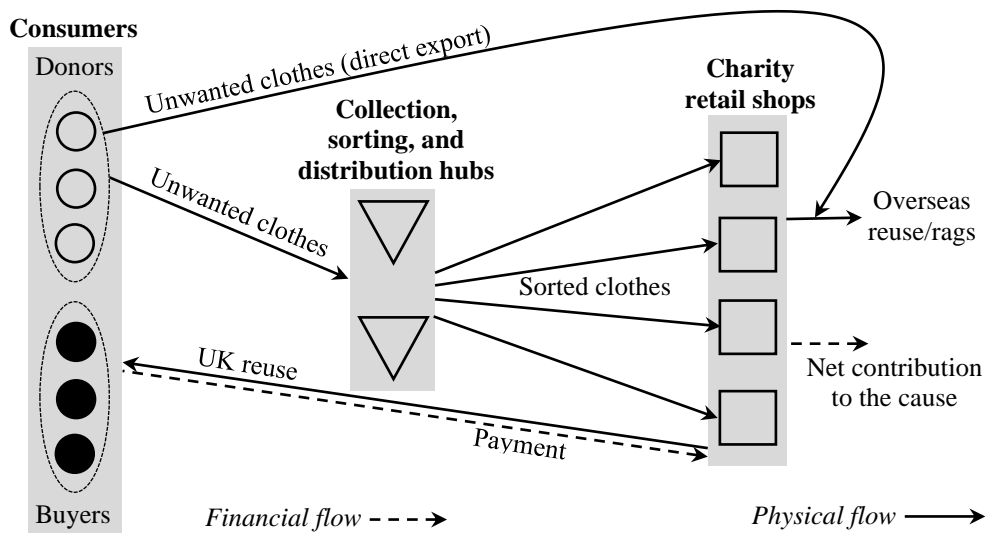 Consumers
Donors
Unwanted clothes (direct export)
Charity
retail shops
Collection,
sorting, and
distribution hubs
Unwanted clothes
Overseas
reuse/rags
Sorted clothes
UK reuse
Net contribution
to the cause
Payment
Buyers
Financial flow
Physical flow